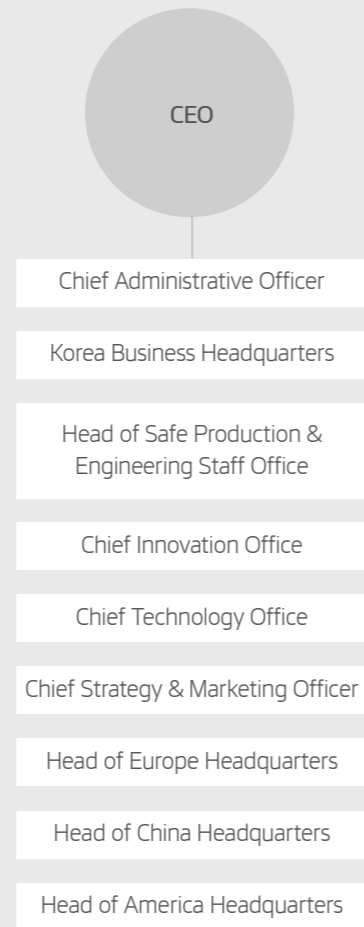 CEO
Chief Administrative Officer
Korea Business Headquarters
Head of Safe Production &
Engineering Staff Office
Chief Innovation Office
Chief Technology Office
Chief Strategy & Marketing Officer
Head of Europe Headquarters
Head of China Headquarters
Head of America Headquarters